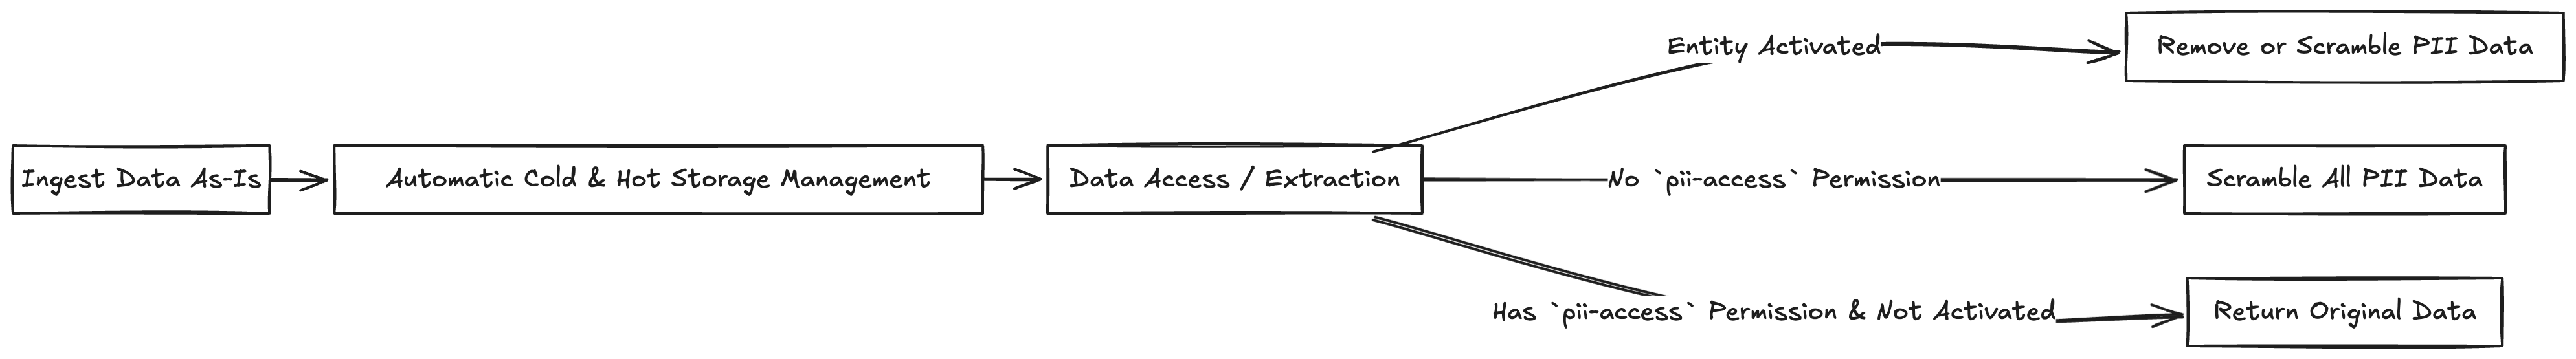 Entity Activated
Remove or Scramble PII Data
Ingest Data As-Is
Automatic Cold & Hot Storage Management
Data Access / Extraction
No `pii-access` Permission
Scramble All PII Data
Has `pii-access` Permission & Not Activated
Return Original Data